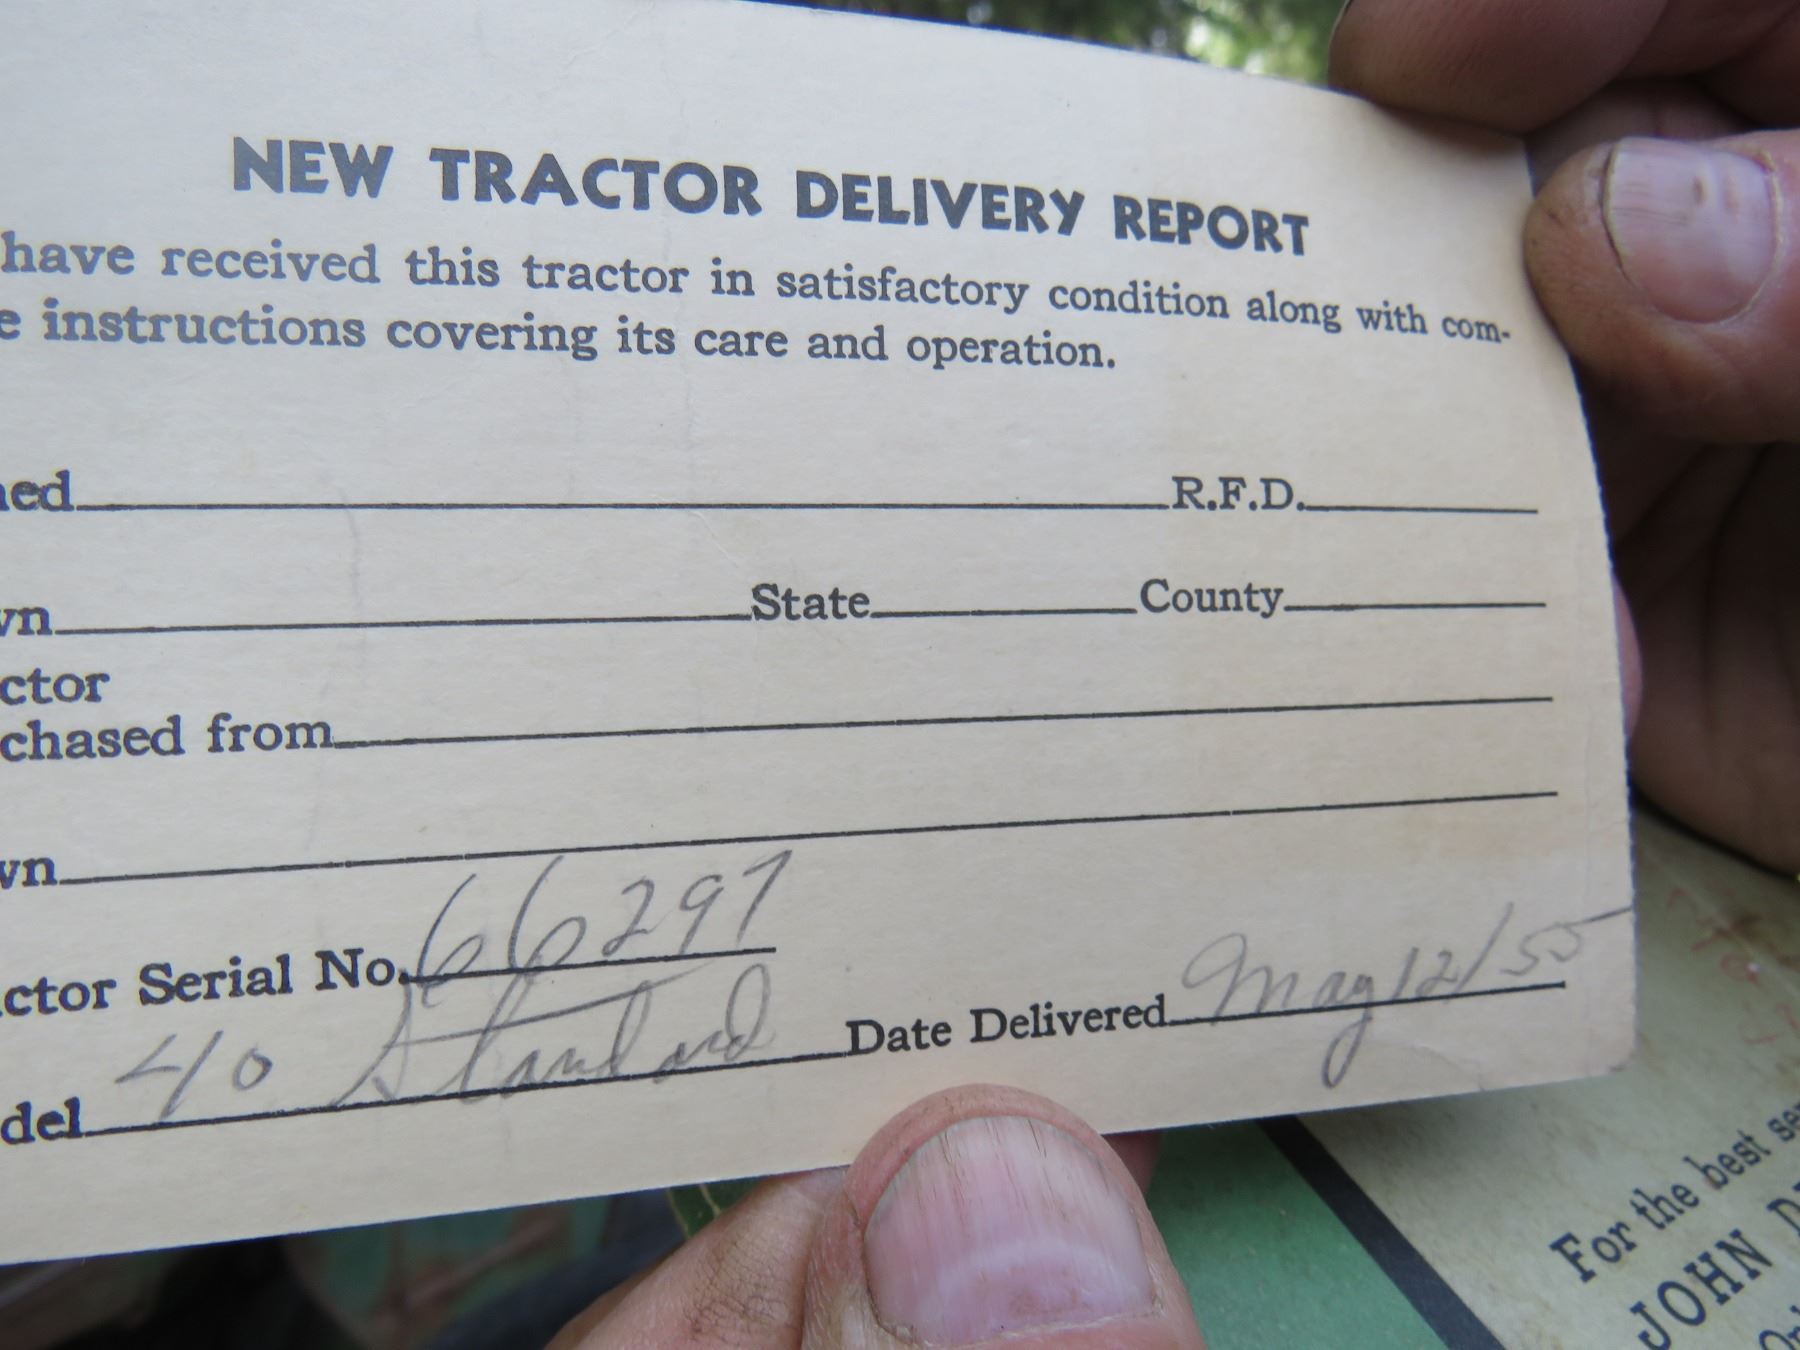 NEW TRACTOR DELIVERY REPORT
have received this tractor in satisfactory condition along with com-
e instructions covering its care and operation.
ned R.F.D.
wn State County
ctor
chased from
wn
ctor Serial No. 66297
del 40 Standard Date Delivered May 12/55
For the best se
JOHN D